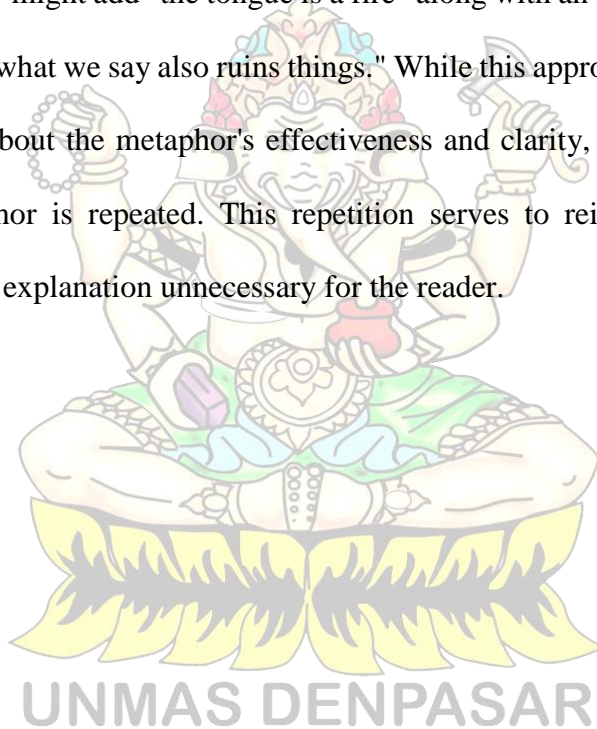 might add "the tongue is a fire" along with an
what we say also ruins things." While this appro
bout the metaphor's effectiveness and clarity,
hor is repeated. This repetition serves to rei
explanation unnecessary for the reader.
UNMAS DENPASAR